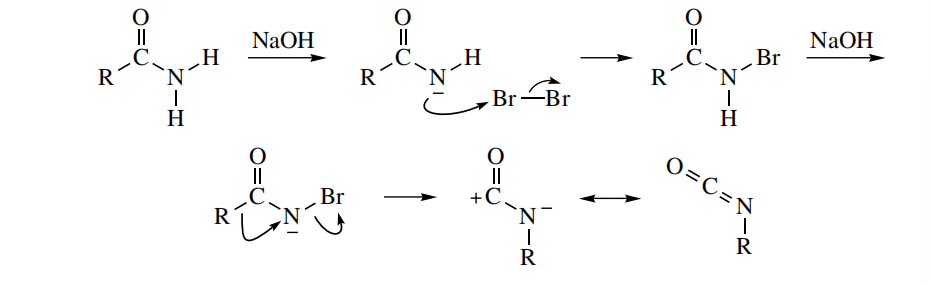 O O O
NaOH NaOH
C H C H C Br
R N R N R N
– Br—Br
H H
O O O
C Br +C C
R N N – N
–
R R